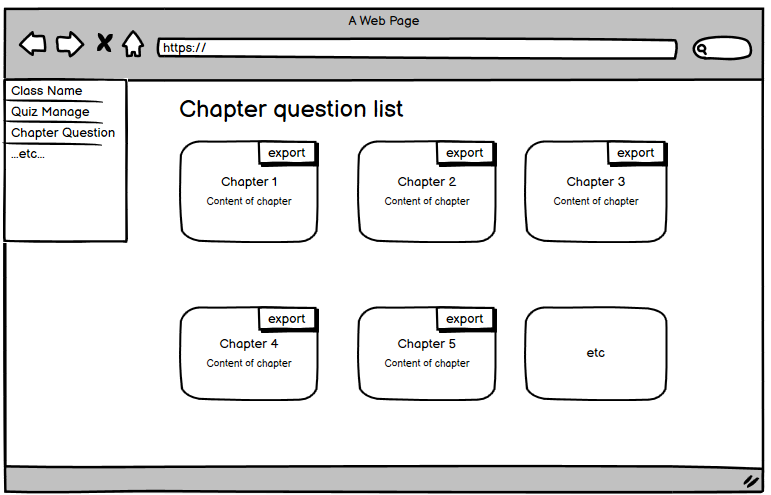 A Web Page
https://
Class Name
Quiz Manage
Chapter Question
...etc...
Chapter question list
export
Chapter 1
Content of chapter
export
Chapter 2
Content of chapter
export
Chapter 3
Content of chapter
export
Chapter 4
Content of chapter
export
Chapter 5
Content of chapter
etc